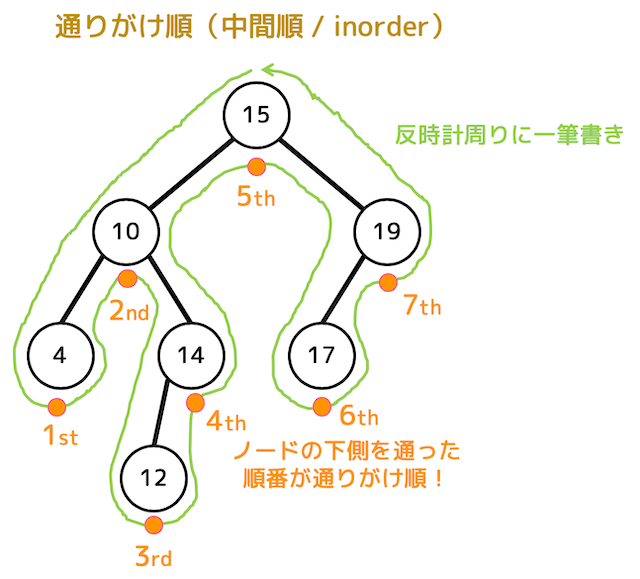 通りがけ順（中間順 / inorder）
15
反時計周りに一筆書き
5th
10
19
2nd
7th
4
14
17
1st
4th
6th
ノードの下側を通った
順番が通りがけ順！
12
3rd